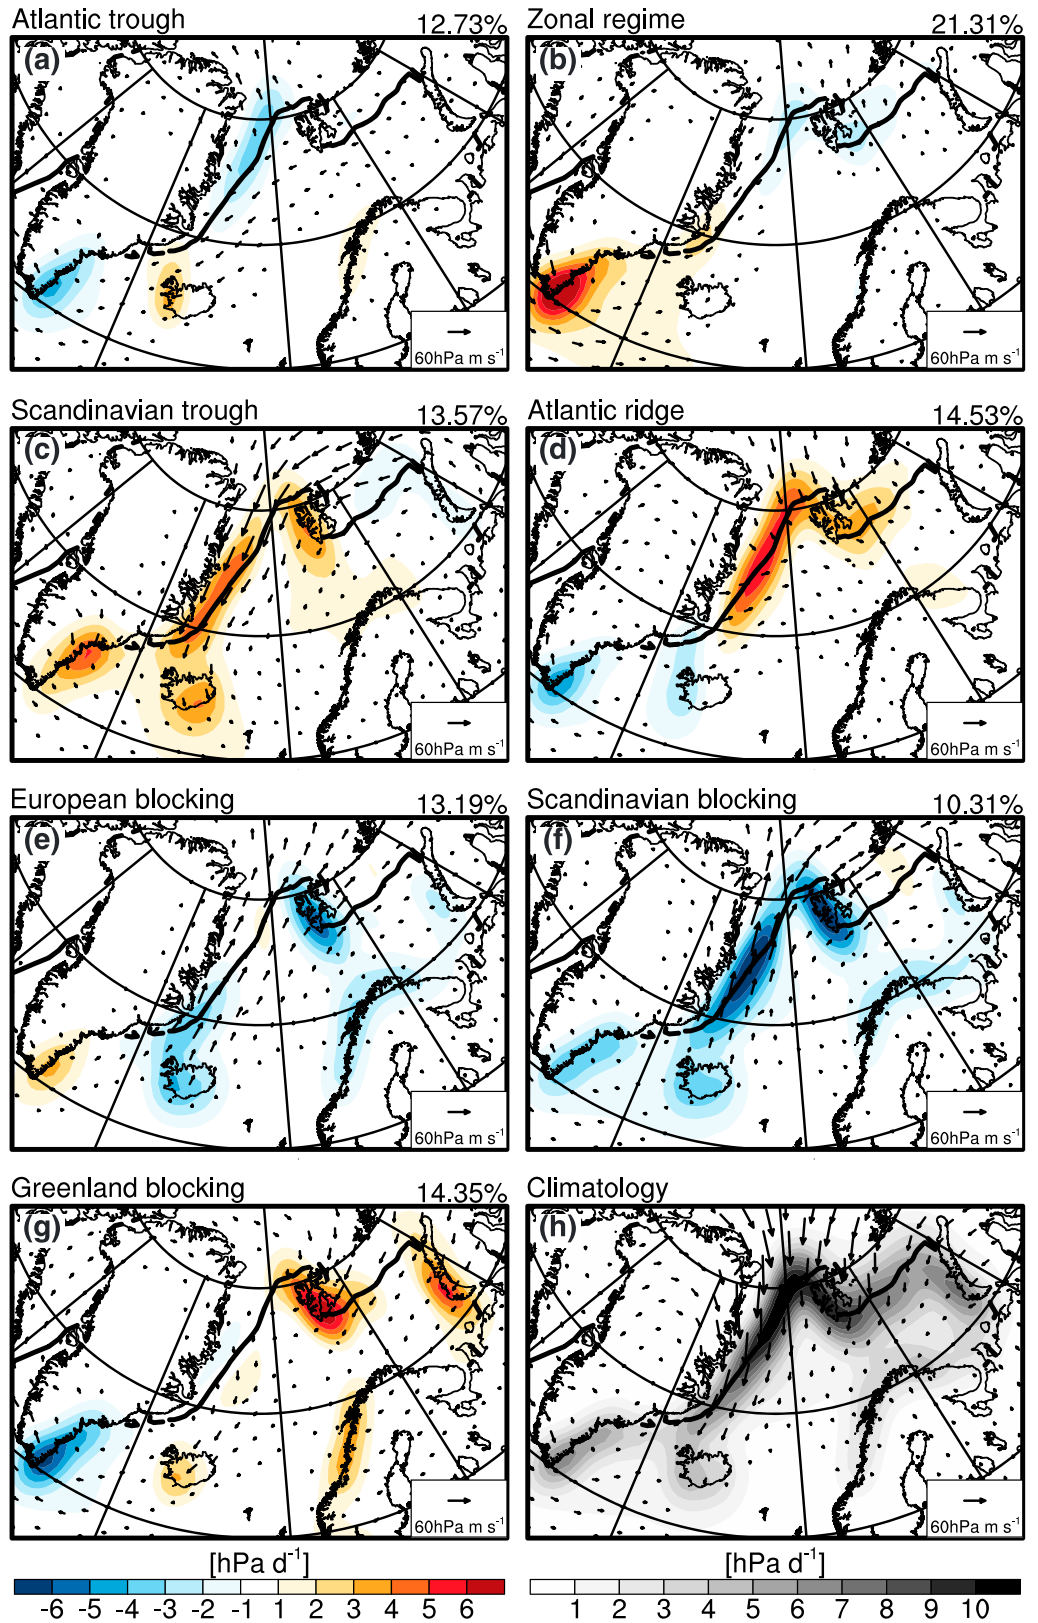 Atlantic trough 12.73%
(a)
60hPa m s⁻¹
Zonal regime 21.31%
(b)
60hPa m s⁻¹
Scandinavian trough 13.57%
(c)
60hPa m s⁻¹
Atlantic ridge 14.53%
(d)
60hPa m s⁻¹
European blocking 13.19%
(e)
60hPa m s⁻¹
Scandinavian blocking 10.31%
(f)
60hPa m s⁻¹
Greenland blocking 14.35%
(g)
60hPa m s⁻¹
Climatology
(h)
60hPa m s⁻¹
[hPa d⁻¹]
-6 -5 -4 -3 -2 -1 1 2 3 4 5 6
[hPa d⁻¹]
1 2 3 4 5 6 7 8 9 10